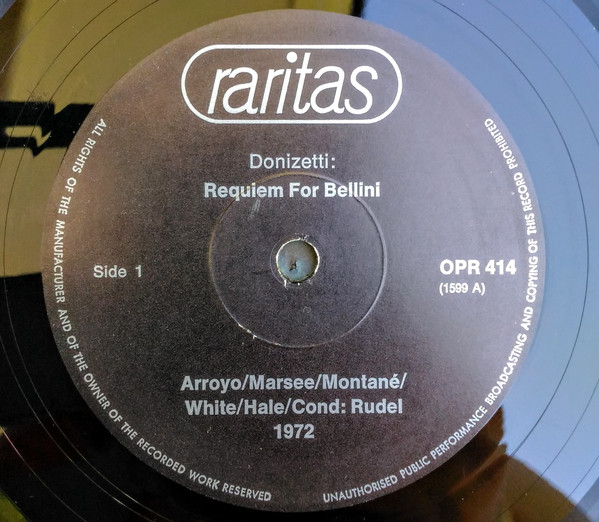 raritas
Donizetti:
Requiem For Bellini
Side 1
OPR 414
(1599 A)
Arroyo/Marsee/Montané/
White/Hale/Cond: Rudel
1972
ALL RIGHTS OF THE MANUFACTURER AND OF THE OWNER OF THE RECORDED WORK RESERVED
UNAUTHORISED PUBLIC PERFORMANCE BROADCASTING AND COPYING OF THIS RECORD PROHIBITED